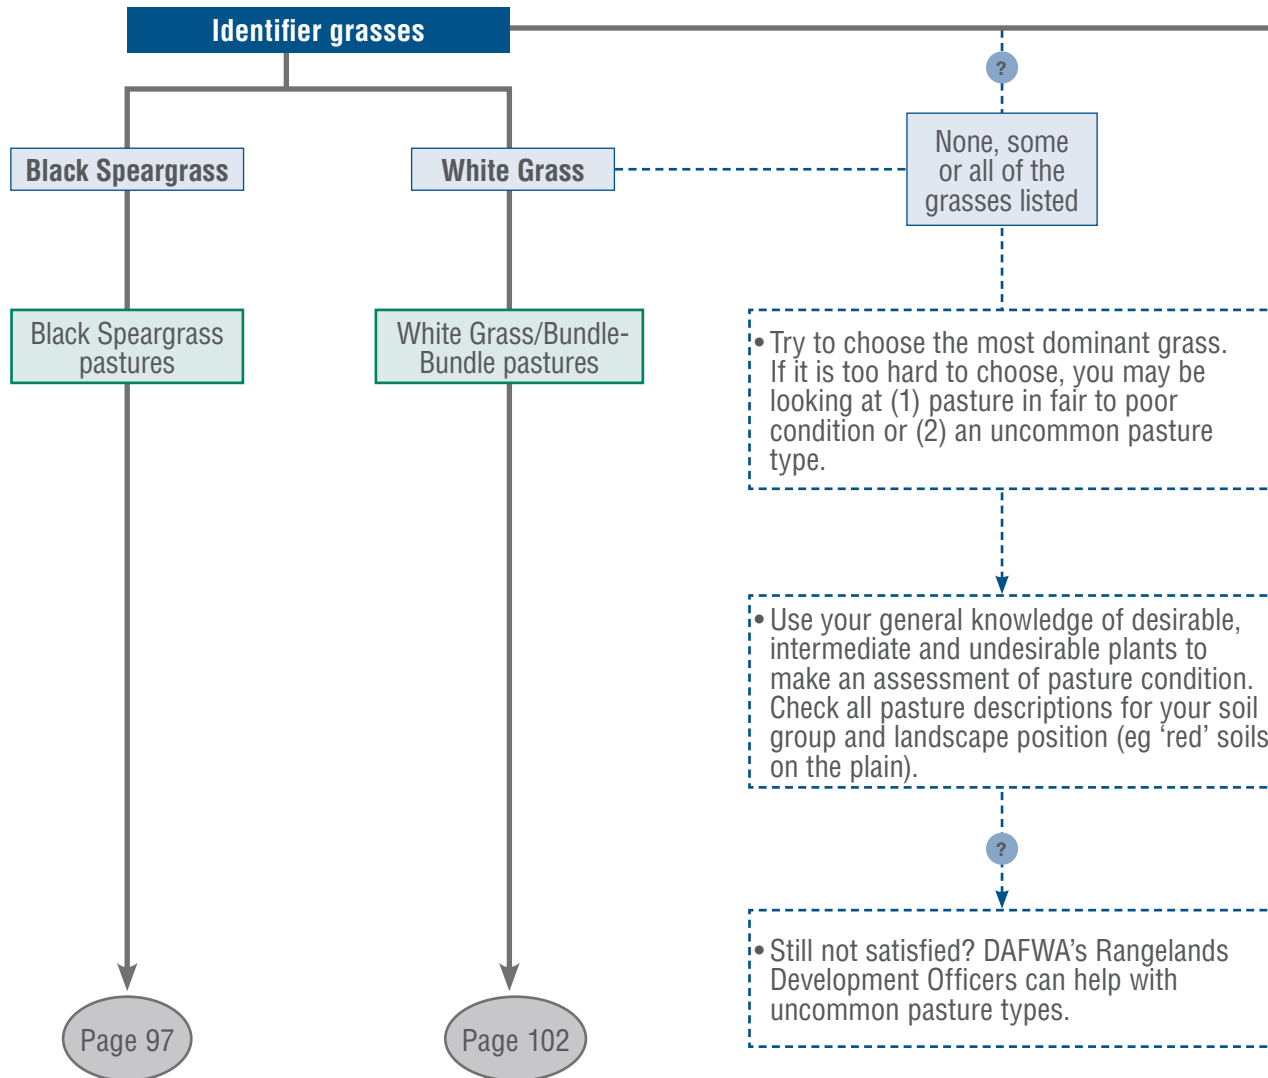 Identifier grasses
?
Black Speargrass
White Grass
None, some
or all of the
grasses listed
Black Speargrass
pastures
White Grass/Bundle-
Bundle pastures
• Try to choose the most dominant grass.
If it is too hard to choose, you may be
looking at (1) pasture in fair to poor
condition or (2) an uncommon pasture
type.
• Use your general knowledge of desirable,
intermediate and undesirable plants to
make an assessment of pasture condition.
Check all pasture descriptions for your soil
group and landscape position (eg ‘red’ soils
on the plain).
?
• Still not satisfied? DAFWA’s Rangelands
Development Officers can help with
uncommon pasture types.
Page 97
Page 102